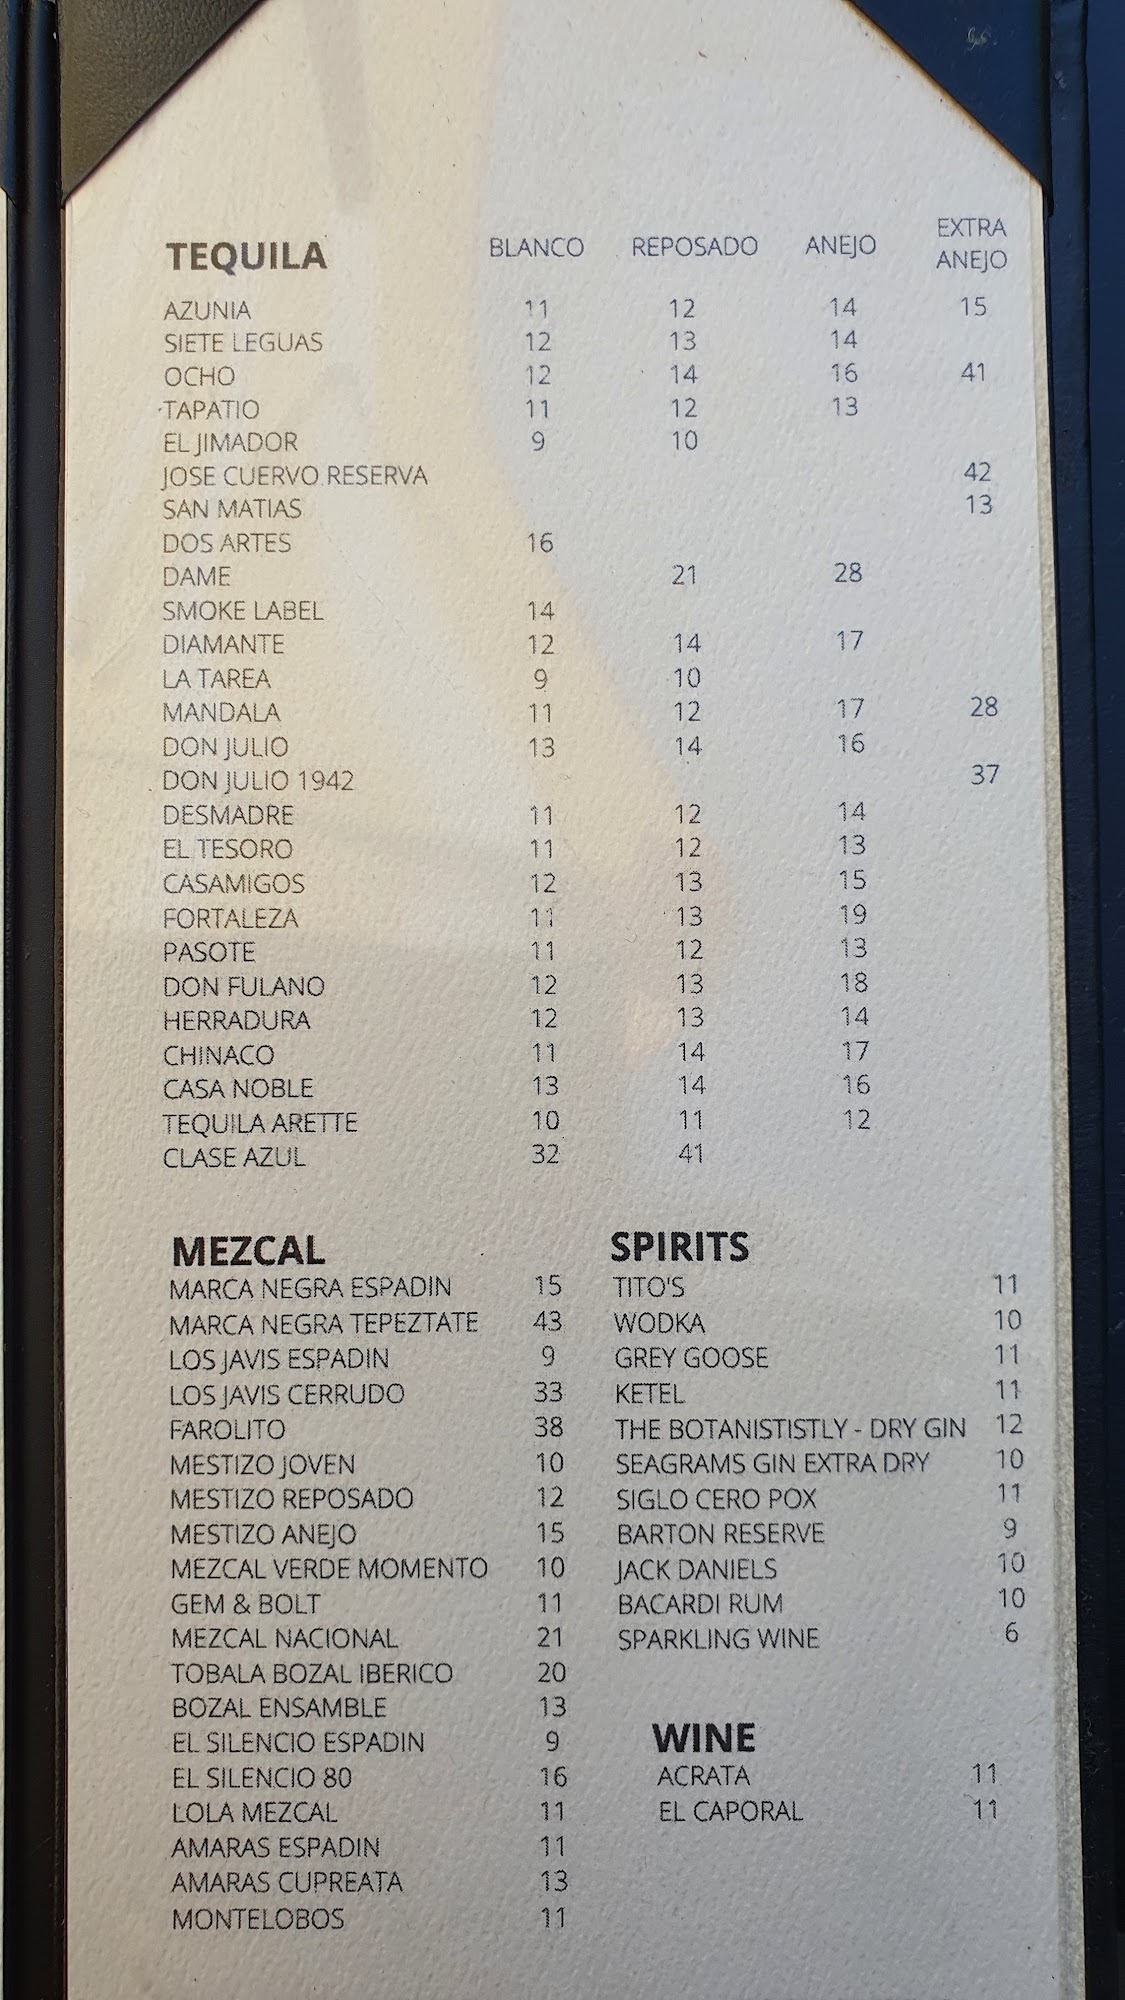 TEQUILA BLANCO REPOSADO ANEJO EXTRA ANEJO
AZUNIA 11 12 14 15
SIETE LEGUAS 12 13 14
OCHO 12 14 16 41
TAPATIO 11 12 13
EL JIMADOR 9 10
JOSE CUERVO RESERVA 42
SAN MATIAS 13
DOS ARTES 16
DAME 21 28
SMOKE LABEL 14
DIAMANTE 12 14 17
LA TAREA 9 10
MANDALA 11 12 17 28
DON JULIO 13 14 16
DON JULIO 1942 37
DESMADRE 11 12 14
EL TESORO 11 12 13
CASAMIGOS 12 13 15
FORTALEZA 11 13 19
PASOTE 11 12 13
DON FULANO 12 13 18
HERRADURA 12 13 14
CHINACO 11 14 17
CASA NOBLE 13 14 16
TEQUILA ARETTE 10 11 12
CLASE AZUL 32 41
MEZCAL
MARCA NEGRA ESPADIN 15
MARCA NEGRA TEPEZTATE 43
LOS JAVIS ESPADIN 9
LOS JAVIS CERRUDO 33
FAROLITO 38
MESTIZO JOVEN 10
MESTIZO REPOSADO 12
MESTIZO ANEJO 15
MEZCAL VERDE MOMENTO 10
GEM & BOLT 11
MEZCAL NACIONAL 21
TOBALA BOZAL IBERICO 20
BOZAL ENSAMBLE 13
EL SILENCIO ESPADIN 9
EL SILENCIO 80 16
LOLA MEZCAL 11
AMARAS ESPADIN 11
AMARAS CUPREATA 13
MONTELOBOS 11
SPIRITS
TITO'S 11
WODKA 10
GREY GOOSE 11
KETEL 11
THE BOTANISTISTLY - DRY GIN 12
SEAGRAMS GIN EXTRA DRY 10
SIGLO CERO POX 11
BARTON RESERVE 9
JACK DANIELS 10
BACARDI RUM 10
SPARKLING WINE 6
WINE
ACRATA 11
EL CAPORAL 11